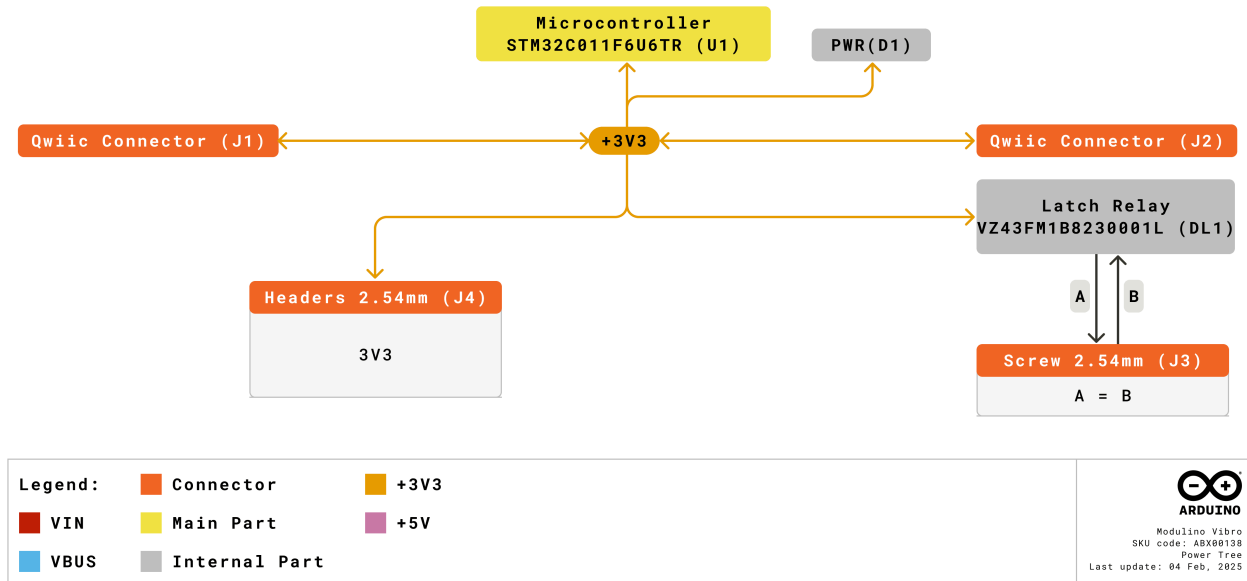 Microcontroller
STM32C011F6U6TR (U1)
PWR(D1)
Qwiic Connector (J1)
+3V3
Qwiic Connector (J2)
Latch Relay
VZ43FM1B8230001L (DL1)
A
B
Headers 2.54mm (J4)
3V3
Screw 2.54mm (J3)
A = B
Legend:
Connector
+3V3
VIN
Main Part
+5V
VBUS
Internal Part
ARDUINO
Modulino Vibro
SKU code: ABX00138
Power Tree
Last update: 04 Feb, 2025